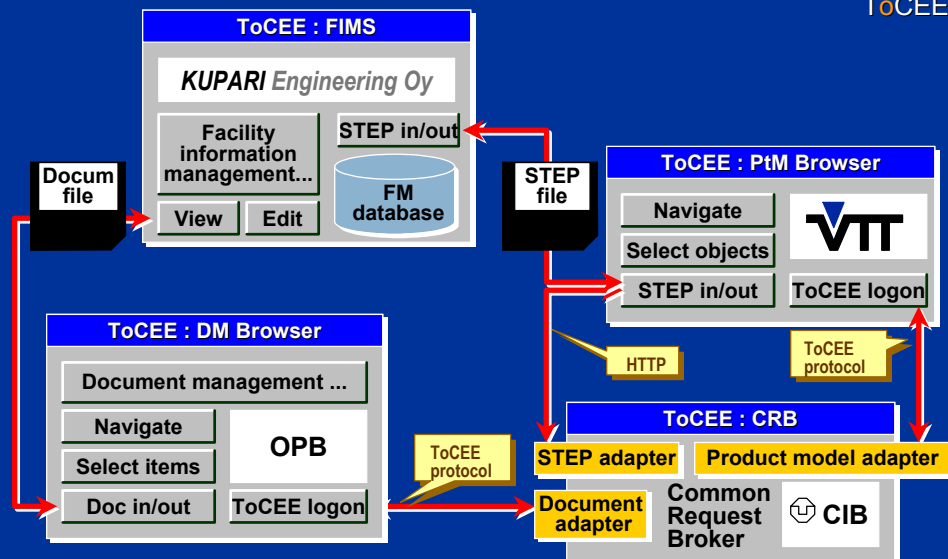 ToCEE
ToCEE : FIMS
KUPARI Engineering Oy
Facility
information
management...
STEP in/out
View
Edit
FM
database
Docum
file
STEP
file
ToCEE : PtM Browser
Navigate
Select objects
STEP in/out
VTT
ToCEE logon
ToCEE : DM Browser
Document management ...
Navigate
Select items
Doc in/out
OPB
ToCEE logon
HTTP
ToCEE
protocol
ToCEE
protocol
ToCEE : CRB
STEP adapter
Product model adapter
Document
adapter
Common
Request
Broker
CIB